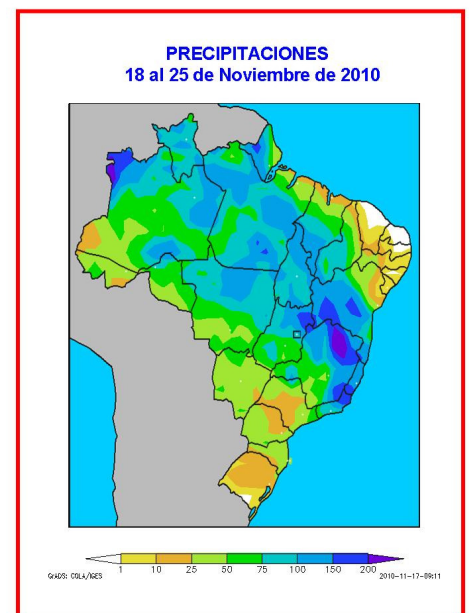 PRECIPITACIONES
18 al 25 de Noviembre de 2010
1 10 25 50 75 100 150 200
GrADS: COLA/IGES 2010-11-17-09:11